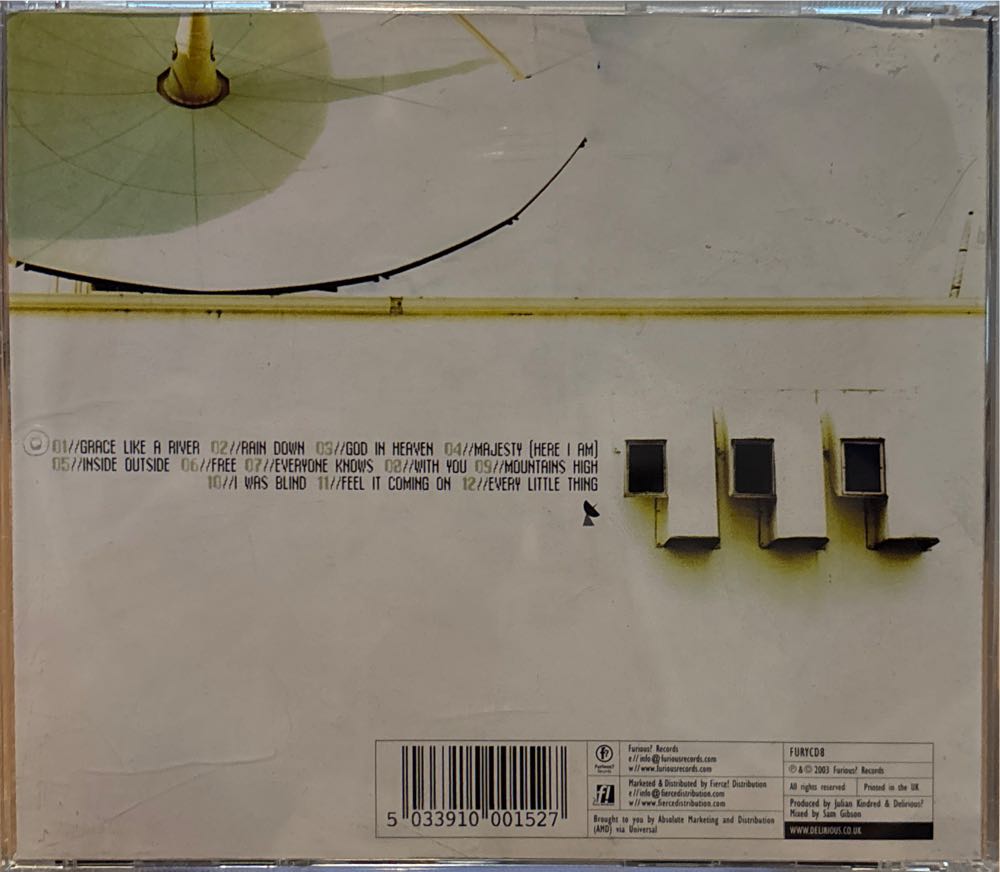 01//GRACE LIKE A RIVER 02//RAIN DOWN 03//GOD IN HEAVEN 04//MAJESTY (HERE I AM)
05//INSIDE OUTSIDE 06//FREE 07//EVERYONE KNOWS 08//WITH YOU 09//MOUNTAINS HIGH
10//I WAS BLIND 11//FEEL IT COMING ON 12//EVERY LITTLE THING
5 033910 001527
f?
Furious?
Records
Furious? Records
e//info@furiousrecords.com
w//www.furiousrecords.com
f!
Marketed & Distributed by Fierce! Distribution
e//info@fiercedistribution.com
w//www.fiercedistribution.com
Brought to you by Absolute Marketing and Distribution
(AMD) via Universal
FURYCD8
℗ & © 2003 Furious? Records
All rights reserved
Printed in the UK
Produced by Julian Kindred & Delirious?
Mixed by Sam Gibson
WWW.DELIRIOUS.CO.UK